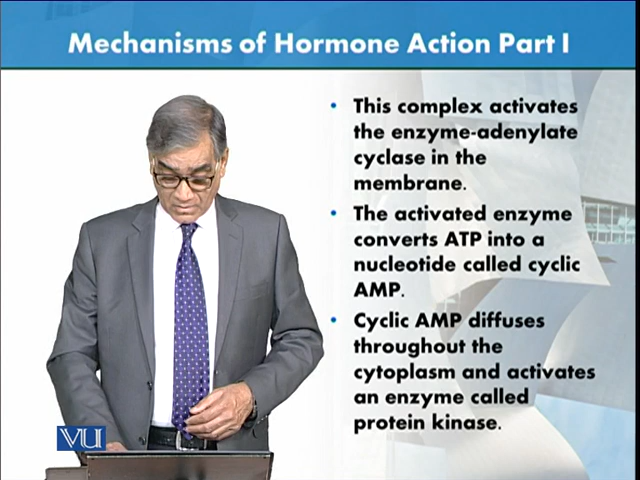 Mechanisms of Hormone Action Part I
• This complex activates
the enzyme-adenylate
cyclase in the
membrane.
• The activated enzyme
converts ATP into a
nucleotide called cyclic
AMP.
• Cyclic AMP diffuses
throughout the
cytoplasm and activates
an enzyme called
protein kinase.
VU